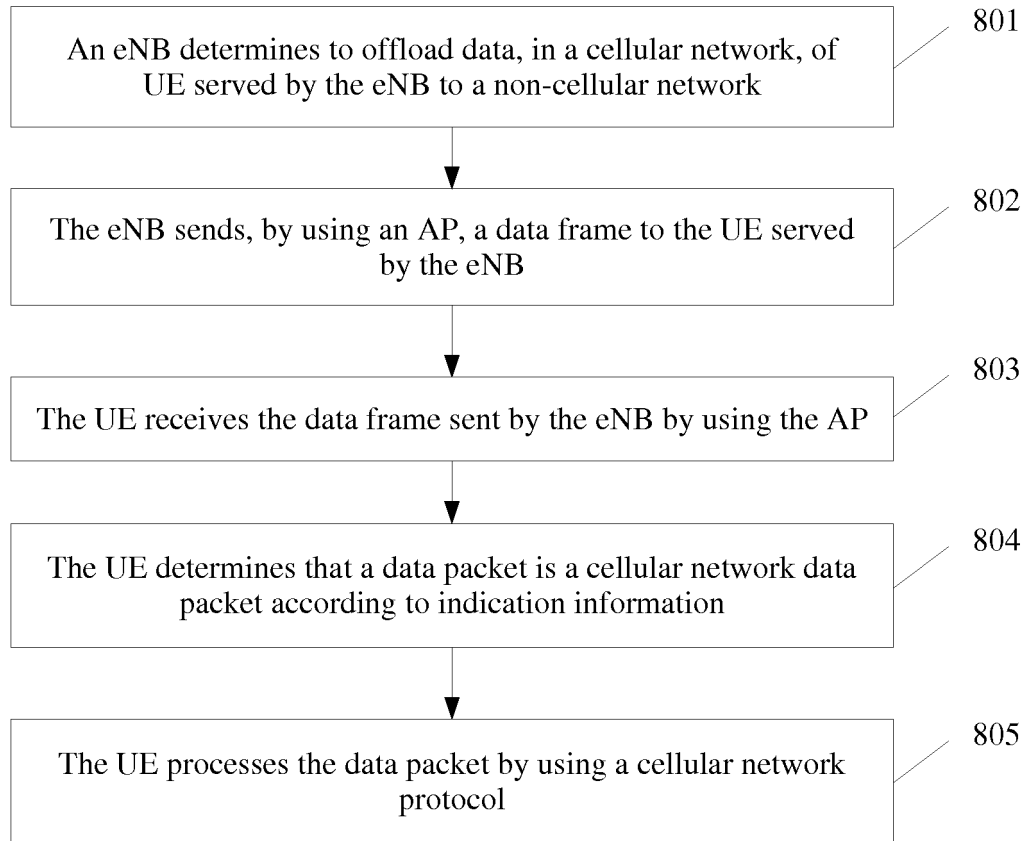 801
An eNB determines to offload data, in a cellular network, of
UE served by the eNB to a non-cellular network
802
The eNB sends, by using an AP, a data frame to the UE served
by the eNB
803
The UE receives the data frame sent by the eNB by using the AP
804
The UE determines that a data packet is a cellular network data
packet according to indication information
805
The UE processes the data packet by using a cellular network
protocol